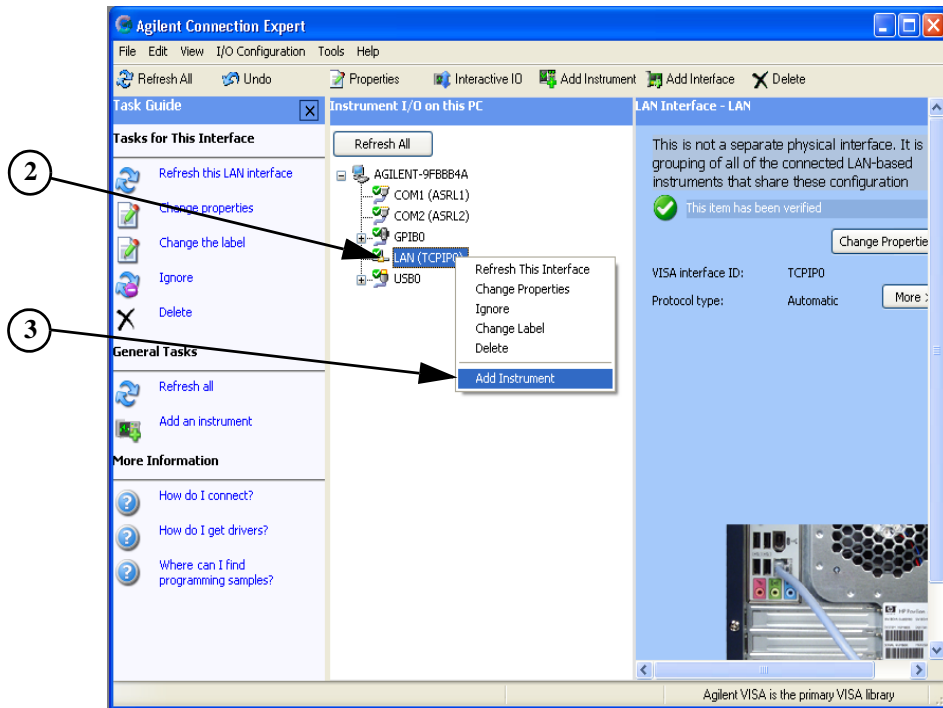 Agilent Connection Expert
File Edit View I/O Configuration Tools Help
Refresh All Undo Properties Interactive IO Add Instrument Add Interface Delete
Task Guide
Tasks for This Interface
Refresh this LAN interface
Change properties
Change the label
Ignore
Delete
General Tasks
Refresh all
Add an instrument
More Information
How do I connect?
How do I get drivers?
Where can I find
programming samples?
2
3
Instrument I/O on this PC
Refresh All
AGILENT-9FBBB4A
COM1 (ASRL1)
COM2 (ASRL2)
GPIB0
LAN (TCPIP0)
USB0
Refresh This Interface
Change Properties
Ignore
Change Label
Delete
Add Instrument
LAN Interface - LAN
This is not a separate physical interface. It is
grouping of all of the connected LAN-based
instruments that share these configuration
This item has been verified
Change Propertie
VISA interface ID: TCPIP0
Protocol type: Automatic
More
Agilent VISA is the primary VISA library